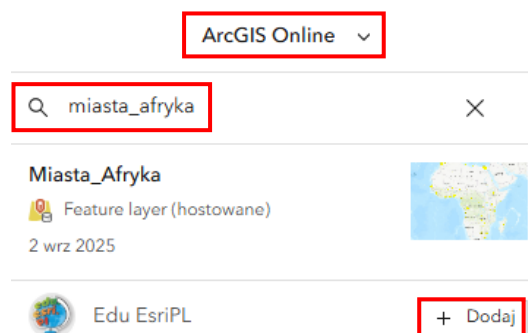 ArcGIS Online
miasta_afryka
Miasta_Afryka
Feature layer (hostowane)
2 wrz 2025
Edu EsriPL
+ Dodaj